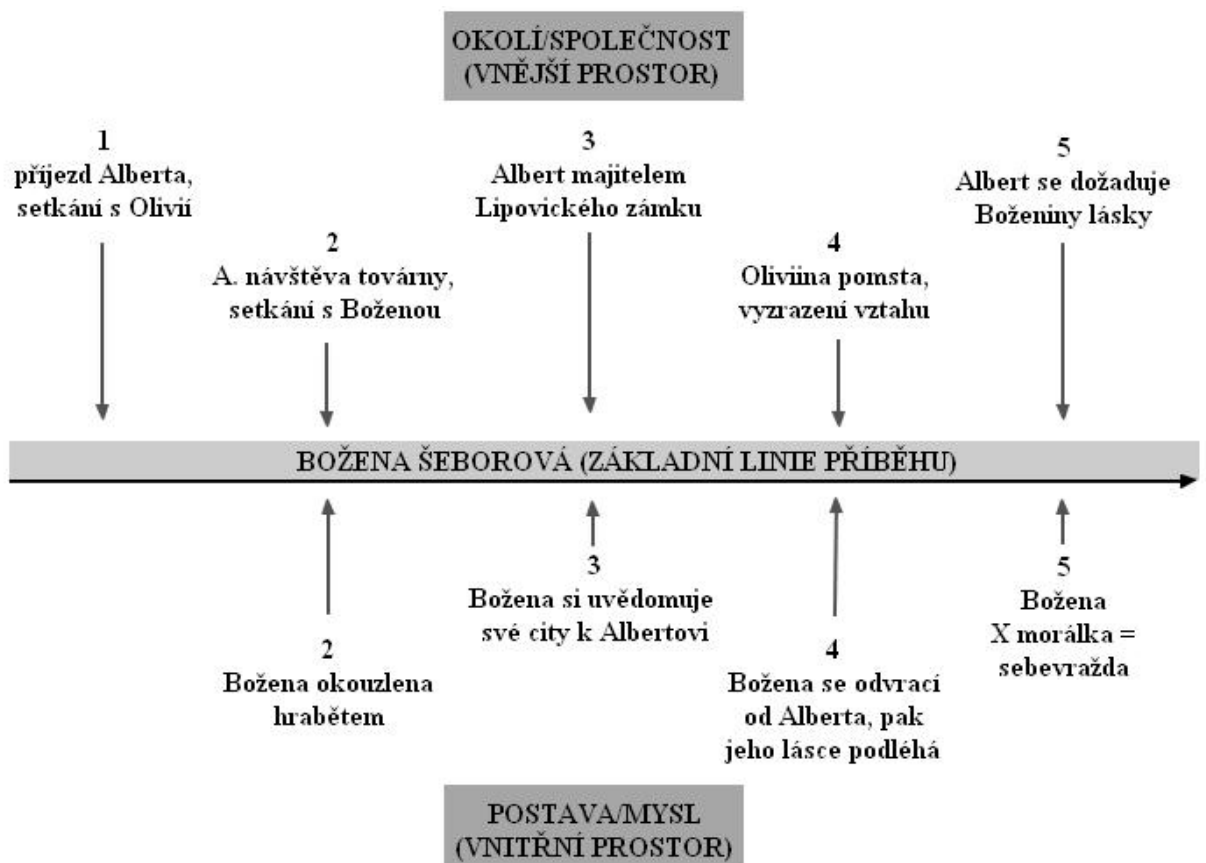 OKOLÍ/SPOLEČNOST
(VNĚJŠÍ PROSTOR)
1
příjezd Alberta,
setkání s Olivií
2
A. návštěva továrny,
setkání s Boženou
3
Albert majitelem
Lipovického zámku
4
Oliviina pomsta,
vyzrazení vztahu
5
Albert se dožaduje
Boženiny lásky
BOŽENA ŠEBOROVÁ (ZÁKLADNÍ LINIE PŘÍBĚHU)
2
Božena okouzlena
hrabětem
3
Božena si uvědomuje
své city k Albertovi
4
Božena se odvrací
od Alberta, pak
jeho lásce podléhá
5
Božena
X morálka =
sebevražda
POSTAVA/MYSL
(VNITŘNÍ PROSTOR)